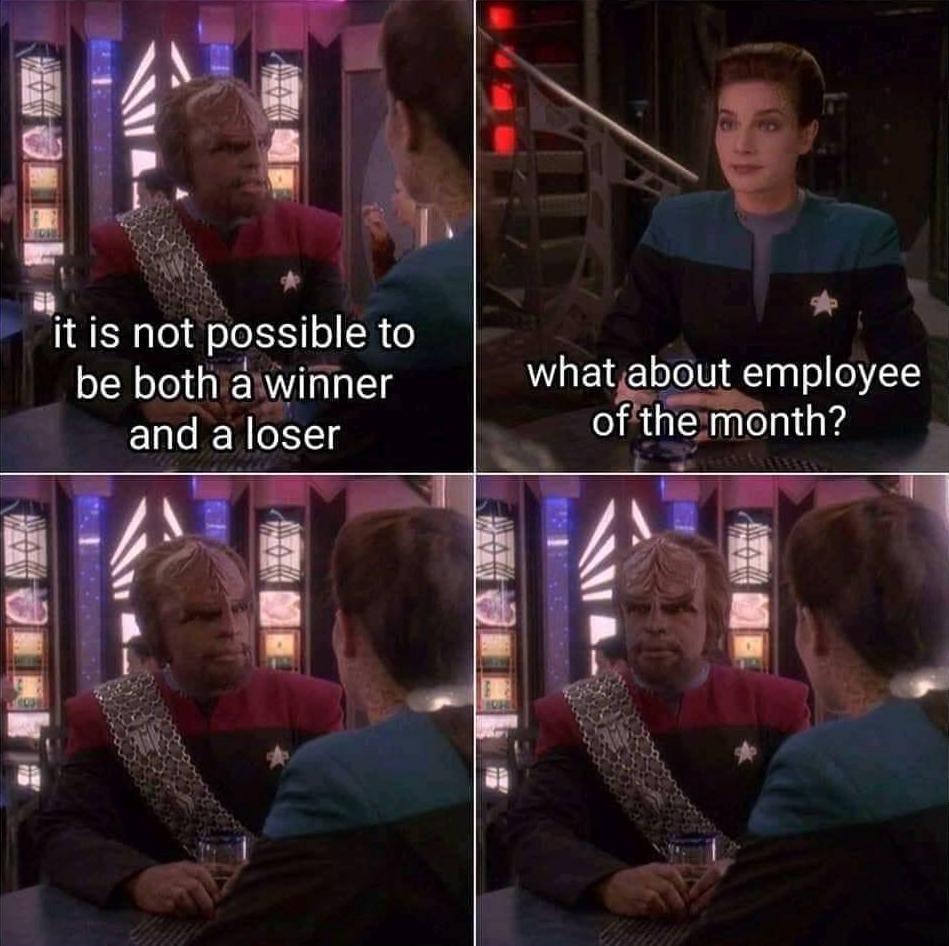 it is not possible to
be both a winner
and a loser
what about employee
of the month?